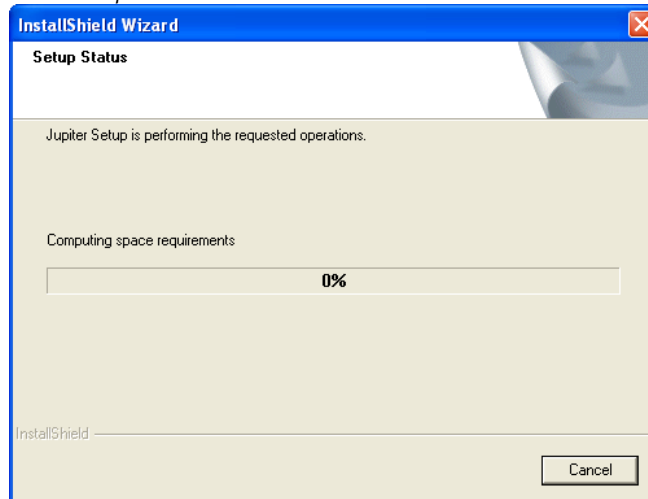 InstallShield Wizard
Setup Status
Jupiter Setup is performing the requested operations.
Computing space requirements
0%
InstallShield
Cancel